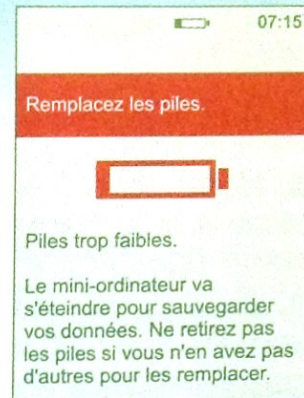 07:15
Remplacez les piles.
Piles trop faibles.
Le mini-ordinateur va
s'éteindre pour sauvegarder
vos données. Ne retirez pas
les piles si vous n'en avez pas
d'autres pour les remplacer.